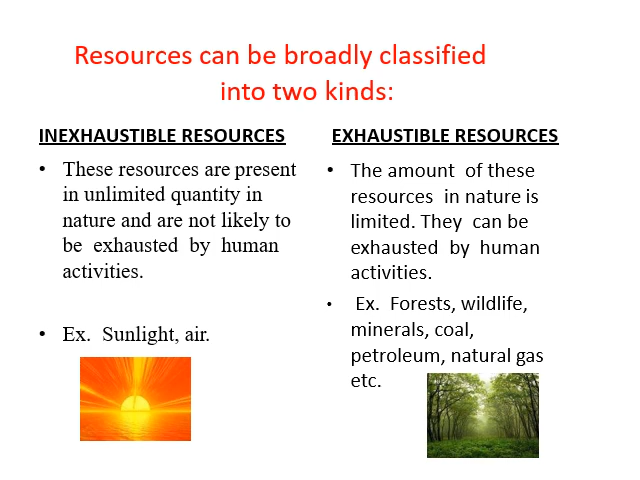 Resources can be broadly classified
into two kinds:
INEXHAUSTIBLE RESOURCES
• These resources are present
in unlimited quantity in
nature and are not likely to
be exhausted by human
activities.
• Ex. Sunlight, air.
EXHAUSTIBLE RESOURCES
• The amount of these
resources in nature is
limited. They can be
exhausted by human
activities.
• Ex. Forests, wildlife,
minerals, coal,
petroleum, natural gas
etc.